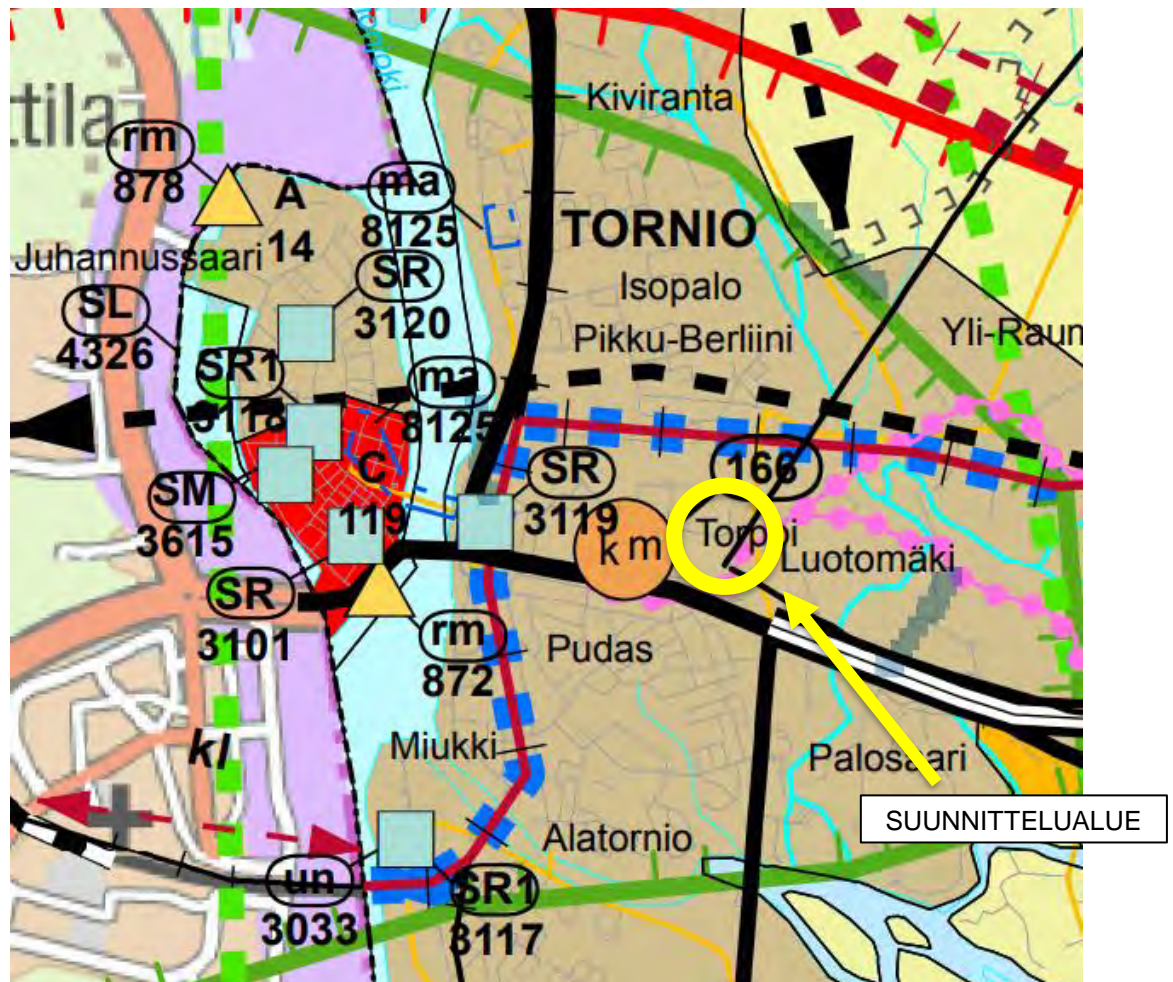 ttila
Kiviranta
rm
878
A
14
ma
8125
TORNIO
Juhannussaari
SR
3120
Isopalo
Pikku-Berliini
Yli-Raun
SL
4326
SR1
3118
ma
8125
SM
3615
C
119
SR
3119
166
k m
Torppi
Luotomäki
SR
3101
rm
872
Pudas
kl
Miukki
Palosaari
SUUNNITTELUALUE
Alatornio
un
3033
SR1
3117